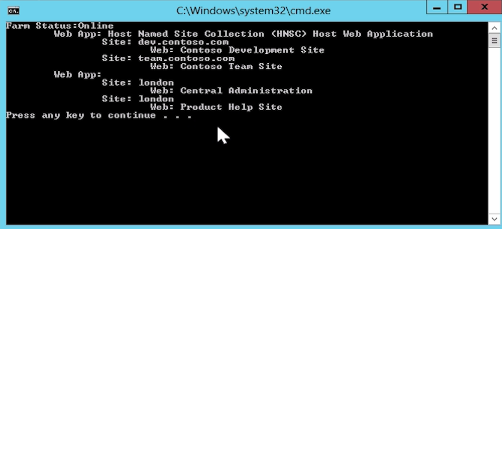 C:\Windows\system32\cmd.exe
Farm Status:Online
Web App: Host Named Site Collection (HNSC) Host Web Application
Site: dev.contoso.com
Web: Contoso Development Site
Site: team.contoso.com
Web: Contoso Team Site
Web App:
Site: london
Web: Central Administration
Site: london
Web: Product Help Site
Press any key to continue . . .